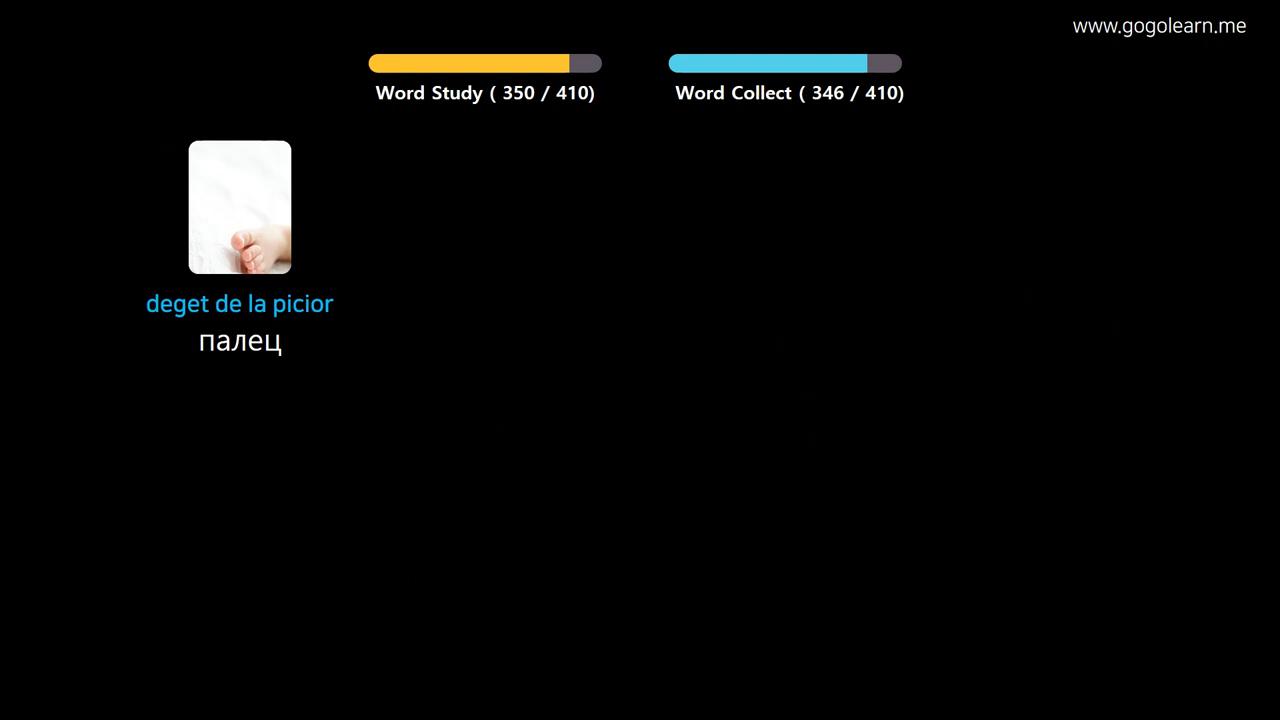 www.gogolearn.me
Word Study ( 350 / 410)
Word Collect ( 346 / 410)
deget de la picior
палец